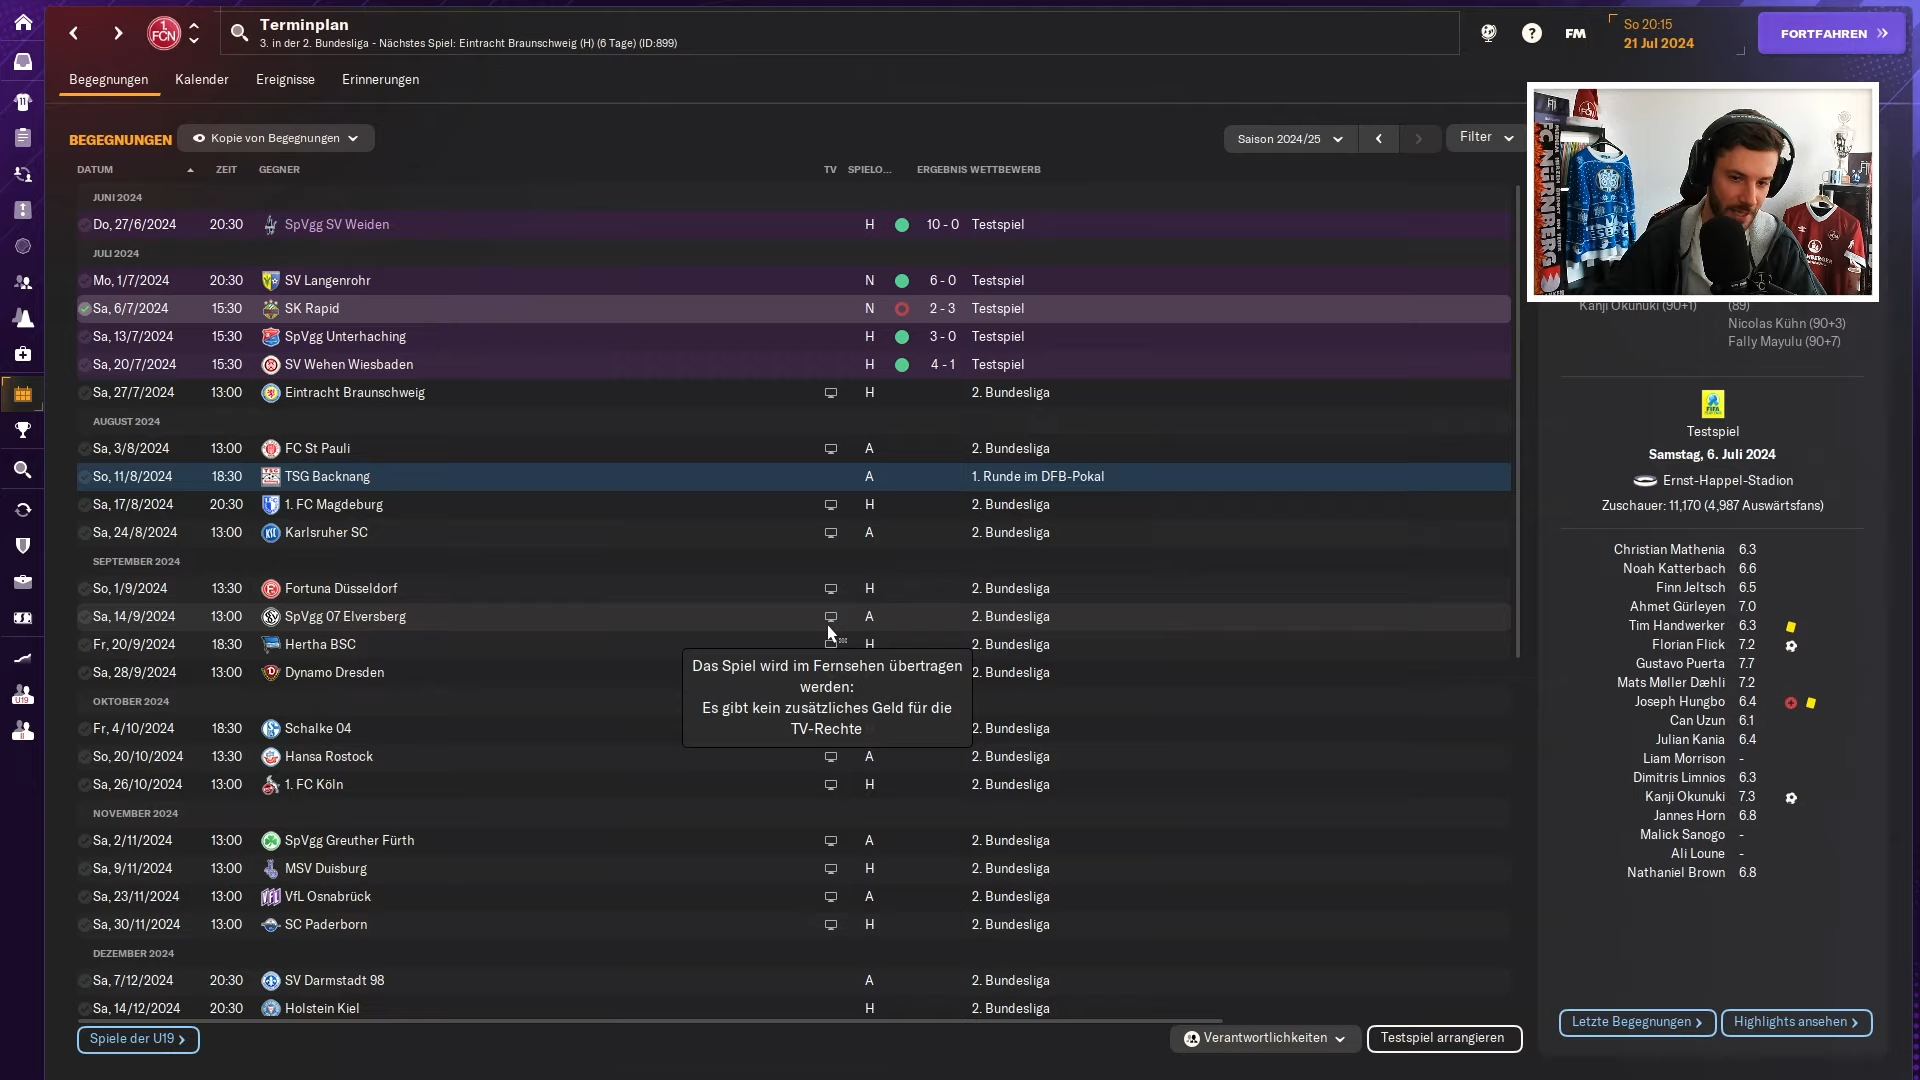 Terminplan
3. in der 2. Bundesliga - Nächstes Spiel: Eintracht Braunschweig (H) (6 Tage) (ID:899)
FM
So 20:15
21 Jul 2024
FORTFAHREN
Begegnungen Kalender Ereignisse Erinnerungen
BEGEGNUNGEN Kopie von Begegnungen Saison 2024/25 Filter
DATUM ZEIT GEGNER TV SPIELO... ERGEBNIS WETTBEWERB
JUNI 2024
Do, 27/6/2024 20:30 SpVgg SV Weiden H 10 - 0 Testspiel
JULI 2024
Mo, 1/7/2024 20:30 SV Langenrohr N 6 - 0 Testspiel
Sa, 6/7/2024 15:30 SK Rapid N 2 - 3 Testspiel
Sa, 13/7/2024 15:30 SpVgg Unterhaching H 3 - 0 Testspiel
Sa, 20/7/2024 15:30 SV Wehen Wiesbaden H 4 - 1 Testspiel
Sa, 27/7/2024 13:00 Eintracht Braunschweig H 2. Bundesliga
AUGUST 2024
Sa, 3/8/2024 13:00 FC St Pauli A 2. Bundesliga
So, 11/8/2024 18:30 TSG Backnang A 1. Runde im DFB-Pokal
Sa, 17/8/2024 20:30 1. FC Magdeburg H 2. Bundesliga
Sa, 24/8/2024 13:00 Karlsruher SC A 2. Bundesliga
SEPTEMBER 2024
So, 1/9/2024 13:30 Fortuna Düsseldorf H 2. Bundesliga
Sa, 14/9/2024 13:00 SpVgg 07 Elversberg A 2. Bundesliga
Fr, 20/9/2024 18:30 Hertha BSC H 2. Bundesliga
Sa, 28/9/2024 13:00 Dynamo Dresden 2. Bundesliga
Das Spiel wird im Fernsehen übertragen
werden:
Es gibt kein zusätzliches Geld für die
TV-Rechte
OKTOBER 2024
Fr, 4/10/2024 18:30 Schalke 04 2. Bundesliga
So, 20/10/2024 13:30 Hansa Rostock A 2. Bundesliga
Sa, 26/10/2024 13:00 1. FC Köln H 2. Bundesliga
NOVEMBER 2024
Sa, 2/11/2024 13:00 SpVgg Greuther Fürth A 2. Bundesliga
Sa, 9/11/2024 13:00 MSV Duisburg H 2. Bundesliga
Sa, 23/11/2024 13:00 VfL Osnabrück A 2. Bundesliga
Sa, 30/11/2024 13:00 SC Paderborn H 2. Bundesliga
DEZEMBER 2024
Sa, 7/12/2024 20:30 SV Darmstadt 98 A 2. Bundesliga
Sa, 14/12/2024 20:30 Holstein Kiel H 2. Bundesliga
Spiele der U19 Verantwortlichkeiten Testspiel arrangieren
FC NÜRNBERG
Kanji Okunuki (90+1) (89)
Nicolas Kühn (90+3)
Fally Mayulu (90+7)
Testspiel
Samstag, 6. Juli 2024
Ernst-Happel-Stadion
Zuschauer: 11,170 (4,987 Auswärtsfans)
Christian Mathenia 6.3
Noah Katterbach 6.6
Finn Jeltsch 6.5
Ahmet Gürleyen 7.0
Tim Handwerker 6.3
Florian Flick 7.2
Gustavo Puerta 7.7
Mats Møller Dæhli 7.2
Joseph Hungbo 6.4
Can Uzun 6.1
Julian Kania 6.4
Liam Morrison -
Dimitris Limnios 6.3
Kanji Okunuki 7.3
Jannes Horn 6.8
Malick Sanogo -
Ali Loune -
Nathaniel Brown 6.8
Letzte Begegnungen Highlights ansehen